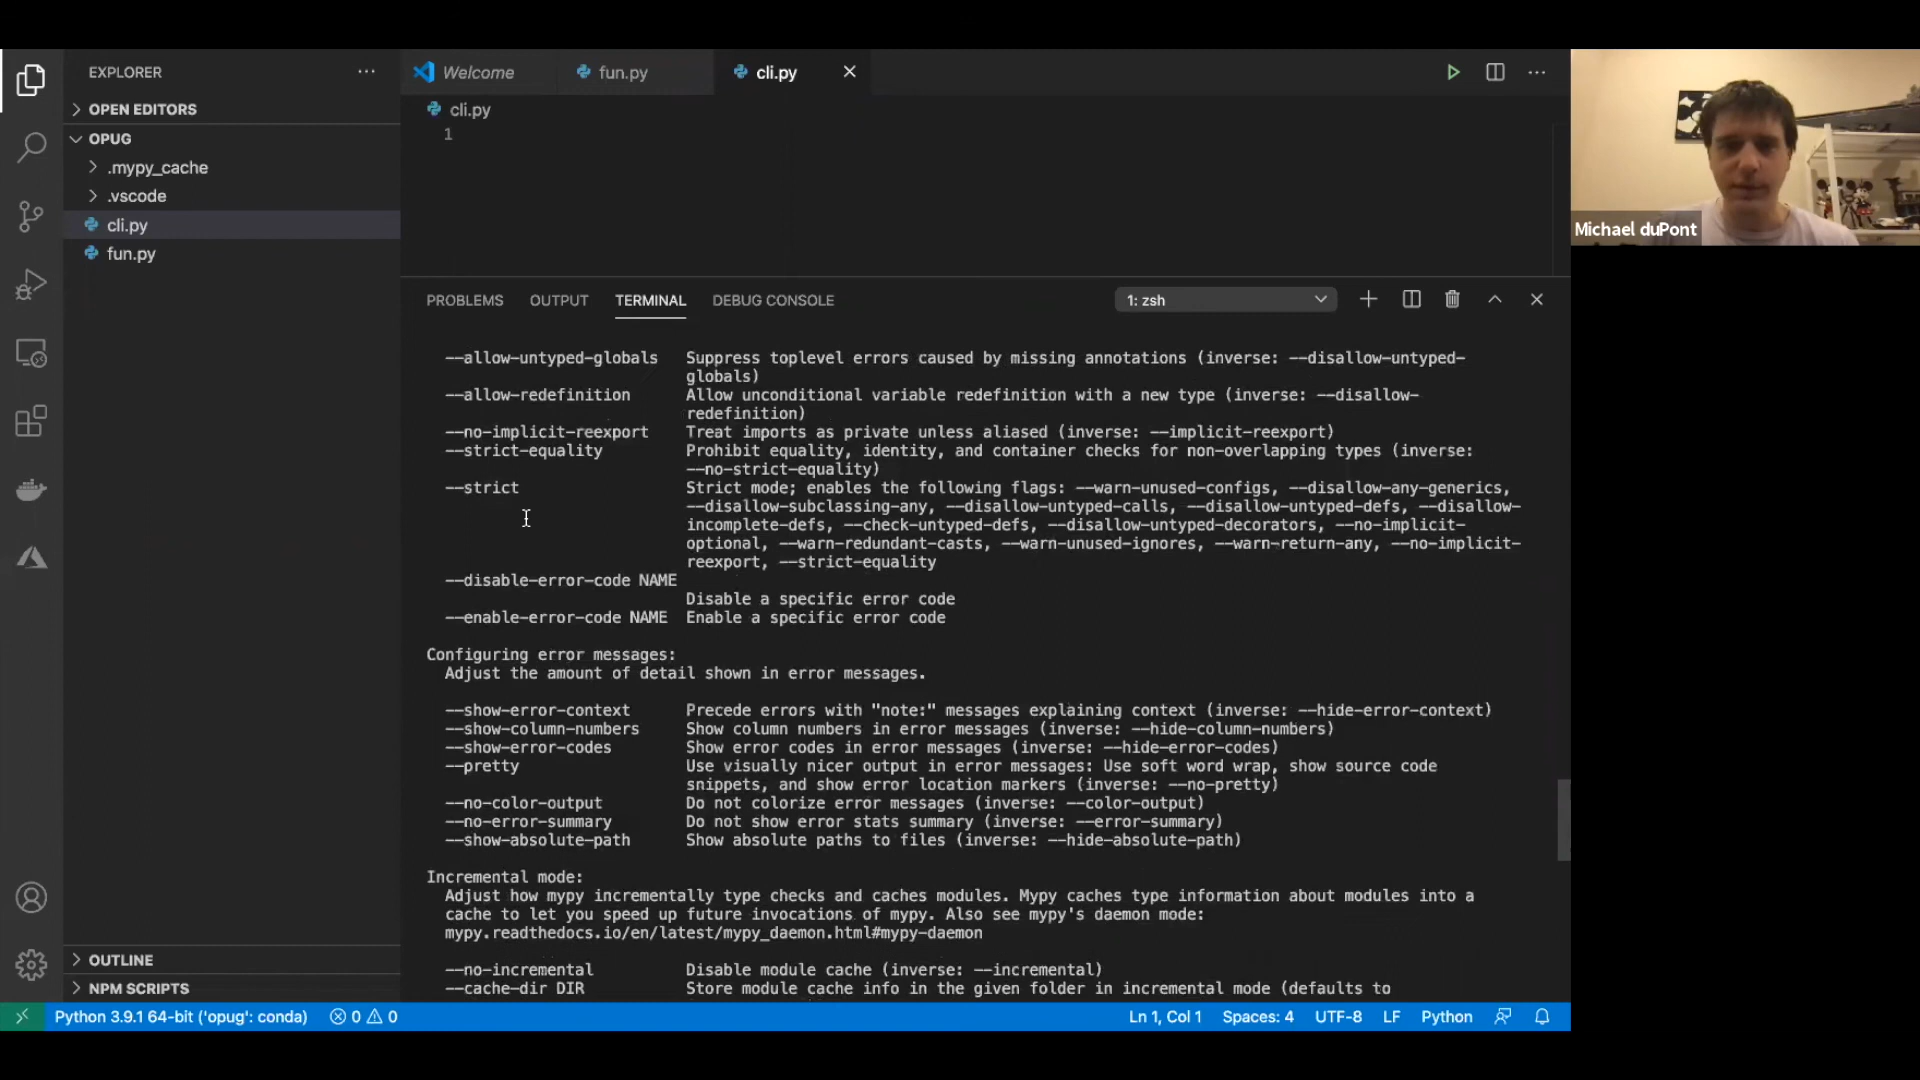 EXPLORER
Welcome
fun.py
cli.py
OPEN EDITORS
OPUG
.mypy_cache
.vscode
cli.py
fun.py
cli.py
1
Michael duPont
PROBLEMS OUTPUT TERMINAL DEBUG CONSOLE
1: zsh
--allow-untyped-globals Suppress toplevel errors caused by missing annotations (inverse: --disallow-untyped-
globals)
--allow-redefinition Allow unconditional variable redefinition with a new type (inverse: --disallow-
redefinition)
--no-implicit-reexport Treat imports as private unless aliased (inverse: --implicit-reexport)
--strict-equality Prohibit equality, identity, and container checks for non-overlapping types (inverse:
--no-strict-equality)
--strict Strict mode; enables the following flags: --warn-unused-configs, --disallow-any-generics,
--disallow-subclassing-any, --disallow-untyped-calls, --disallow-untyped-defs, --disallow-
incomplete-defs, --check-untyped-defs, --disallow-untyped-decorators, --no-implicit-
optional, --warn-redundant-casts, --warn-unused-ignores, --warn-return-any, --no-implicit-
reexport, --strict-equality
--disable-error-code NAME
Disable a specific error code
--enable-error-code NAME Enable a specific error code
Configuring error messages:
Adjust the amount of detail shown in error messages.
--show-error-context Precede errors with "note:" messages explaining context (inverse: --hide-error-context)
--show-column-numbers Show column numbers in error messages (inverse: --hide-column-numbers)
--show-error-codes Show error codes in error messages (inverse: --hide-error-codes)
--pretty Use visually nicer output in error messages: Use soft word wrap, show source code
snippets, and show error location markers (inverse: --no-pretty)
--no-color-output Do not colorize error messages (inverse: --color-output)
--no-error-summary Do not show error stats summary (inverse: --error-summary)
--show-absolute-path Show absolute paths to files (inverse: --hide-absolute-path)
Incremental mode:
Adjust how mypy incrementally type checks and caches modules. Mypy caches type information about modules into a
cache to let you speed up future invocations of mypy. Also see mypy's daemon mode:
mypy.readthedocs.io/en/latest/mypy_daemon.html#mypy-daemon
--no-incremental Disable module cache (inverse: --incremental)
--cache-dir DIR Store module cache info in the given folder in incremental mode (defaults to
OUTLINE
NPM SCRIPTS
Python 3.9.1 64-bit ('opug': conda) 0 0 Ln 1, Col 1 Spaces: 4 UTF-8 LF Python